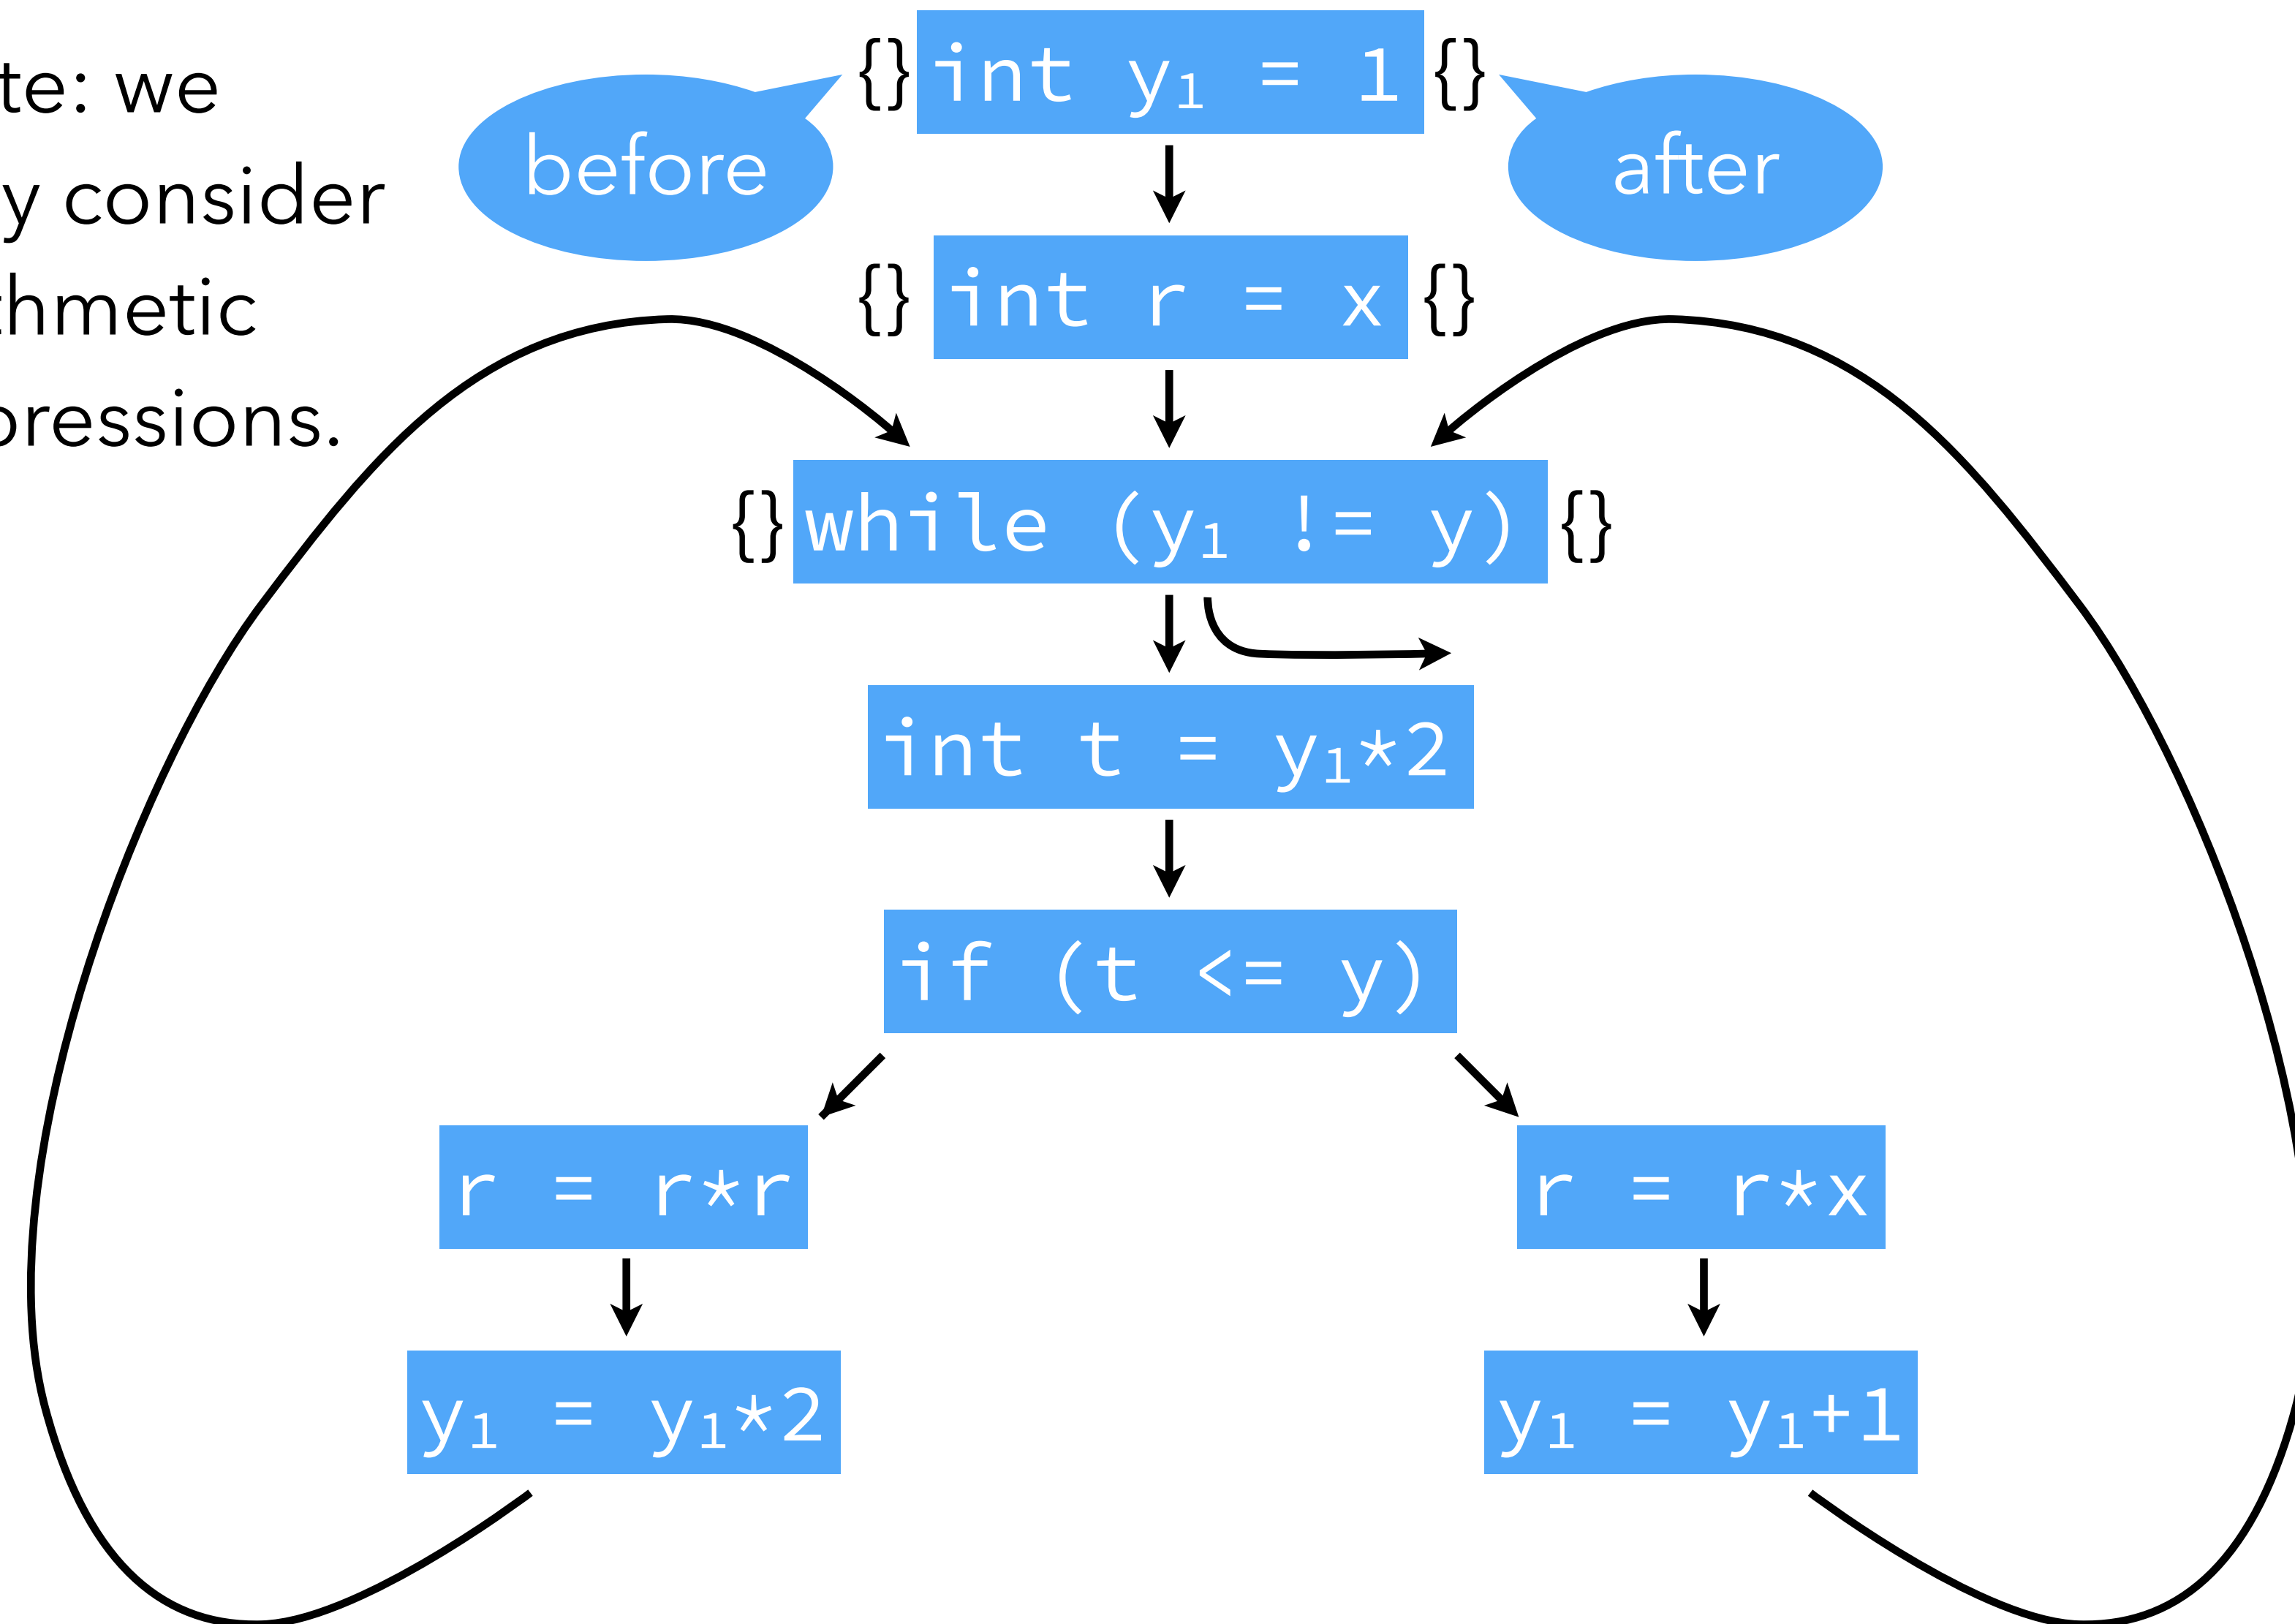 te: we
y consider
hmetic
ressions.
before
{} int y₁ = 1 {}
after
{} int r = x {}
{} while (y₁ != y) {}
int t = y₁*2
if (t <= y)
r = r*r
r = r*x
y₁ = y₁*2
y₁ = y₁+1